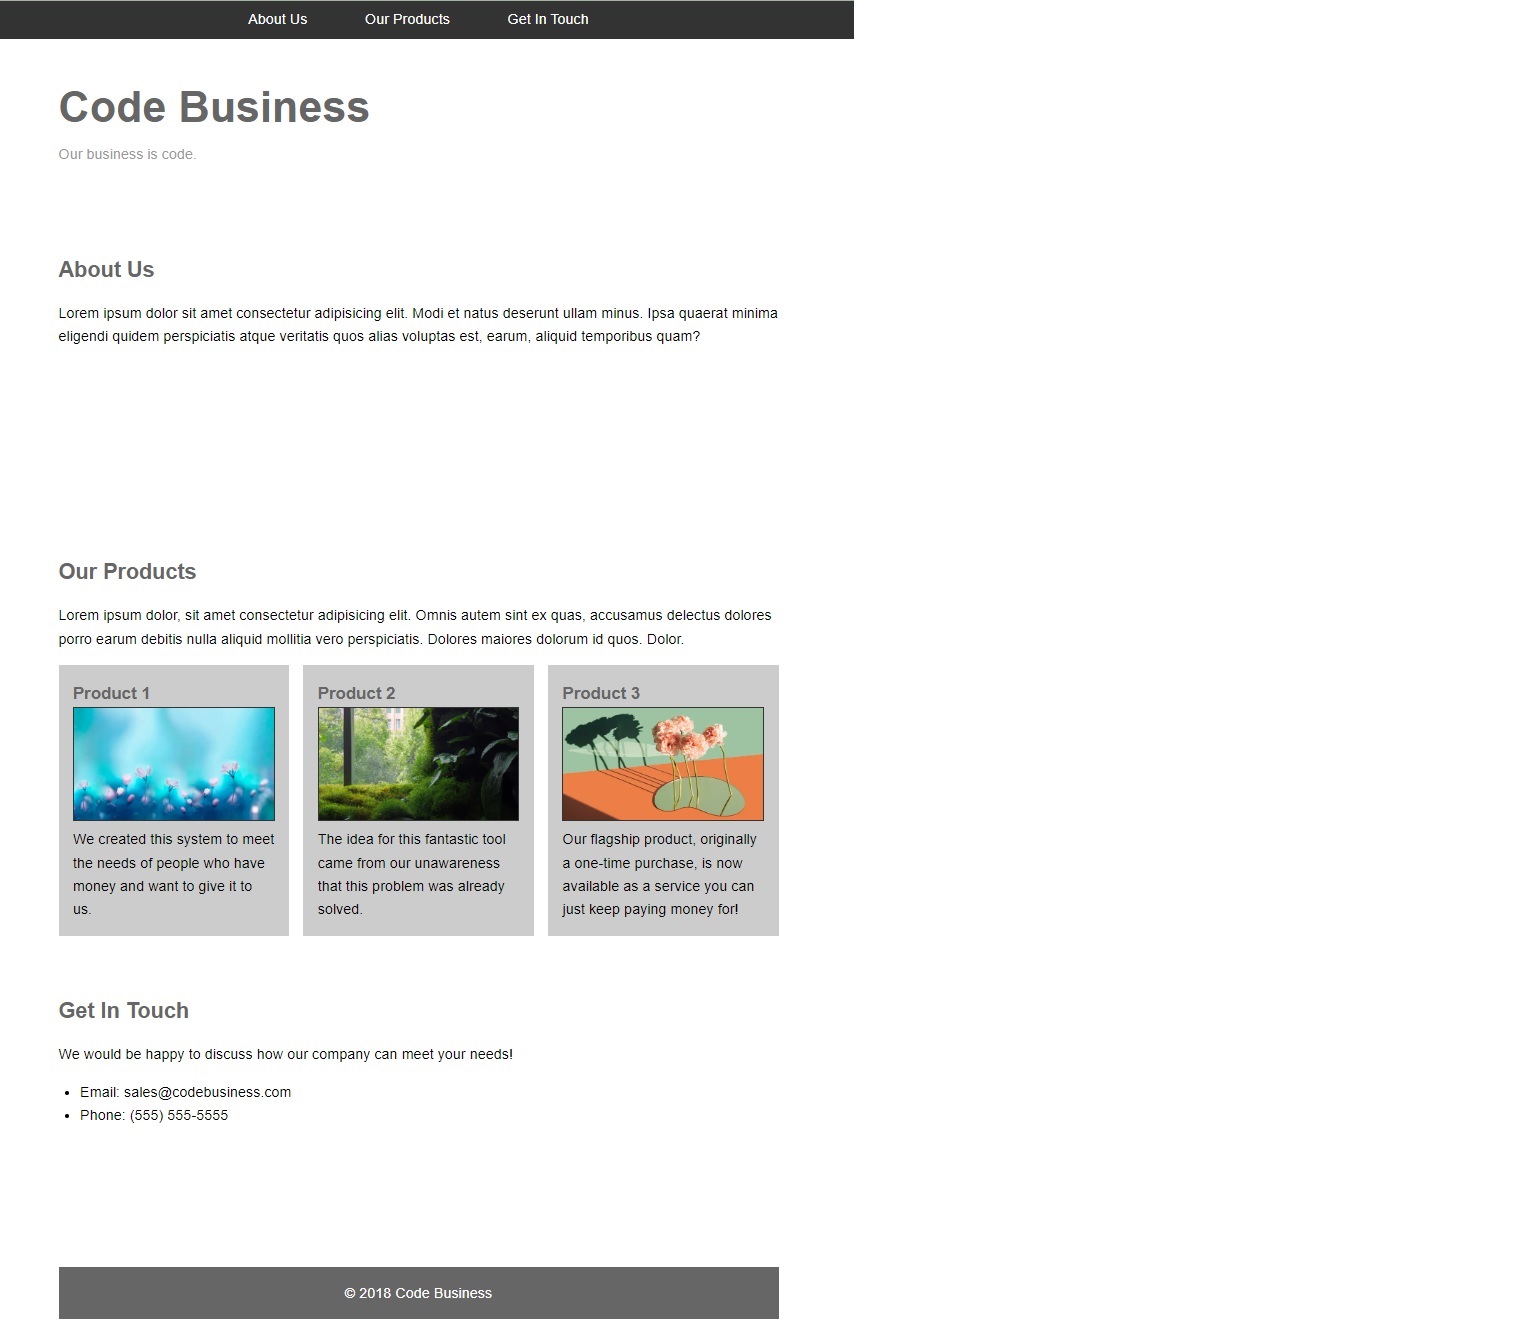 About Us Our Products Get In Touch
Code Business
Our business is code.
About Us
Lorem ipsum dolor sit amet consectetur adipisicing elit. Modi et natus deserunt ullam minus. Ipsa quaerat minima
eligendi quidem perspiciatis atque veritatis quos alias voluptas est, earum, aliquid temporibus quam?
Our Products
Lorem ipsum dolor, sit amet consectetur adipisicing elit. Omnis autem sint ex quas, accusamus delectus dolores
porro earum debitis nulla aliquid mollitia vero perspiciatis. Dolores maiores dolorum id quos. Dolor.
Product 1
We created this system to meet
the needs of people who have
money and want to give it to
us.
Product 2
The idea for this fantastic tool
came from our unawareness
that this problem was already
solved.
Product 3
Our flagship product, originally
a one-time purchase, is now
available as a service you can
just keep paying money for!
Get In Touch
We would be happy to discuss how our company can meet your needs!
• Email: sales@codebusiness.com
• Phone: (555) 555-5555
© 2018 Code Business